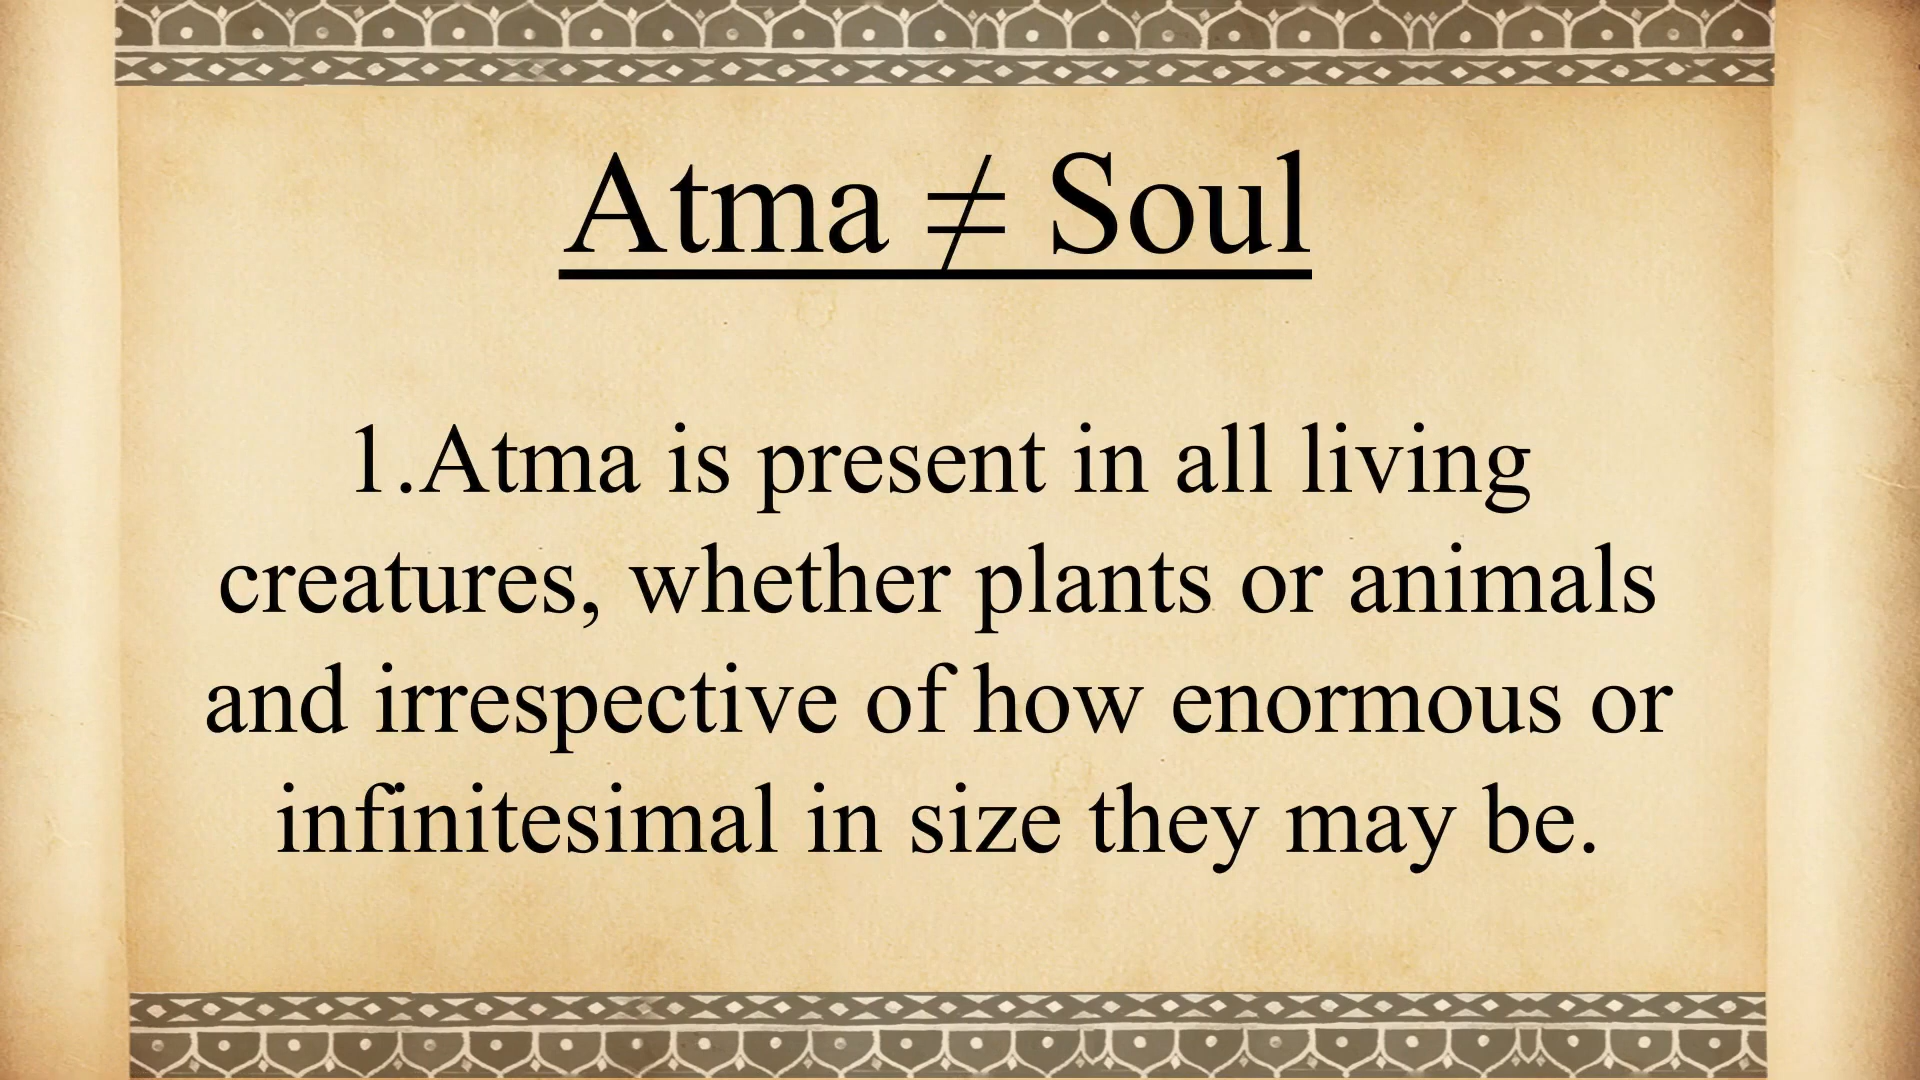 Atma ≠ Soul
1.Atma is present in all living
creatures, whether plants or animals
and irrespective of how enormous or
infinitesimal in size they may be.